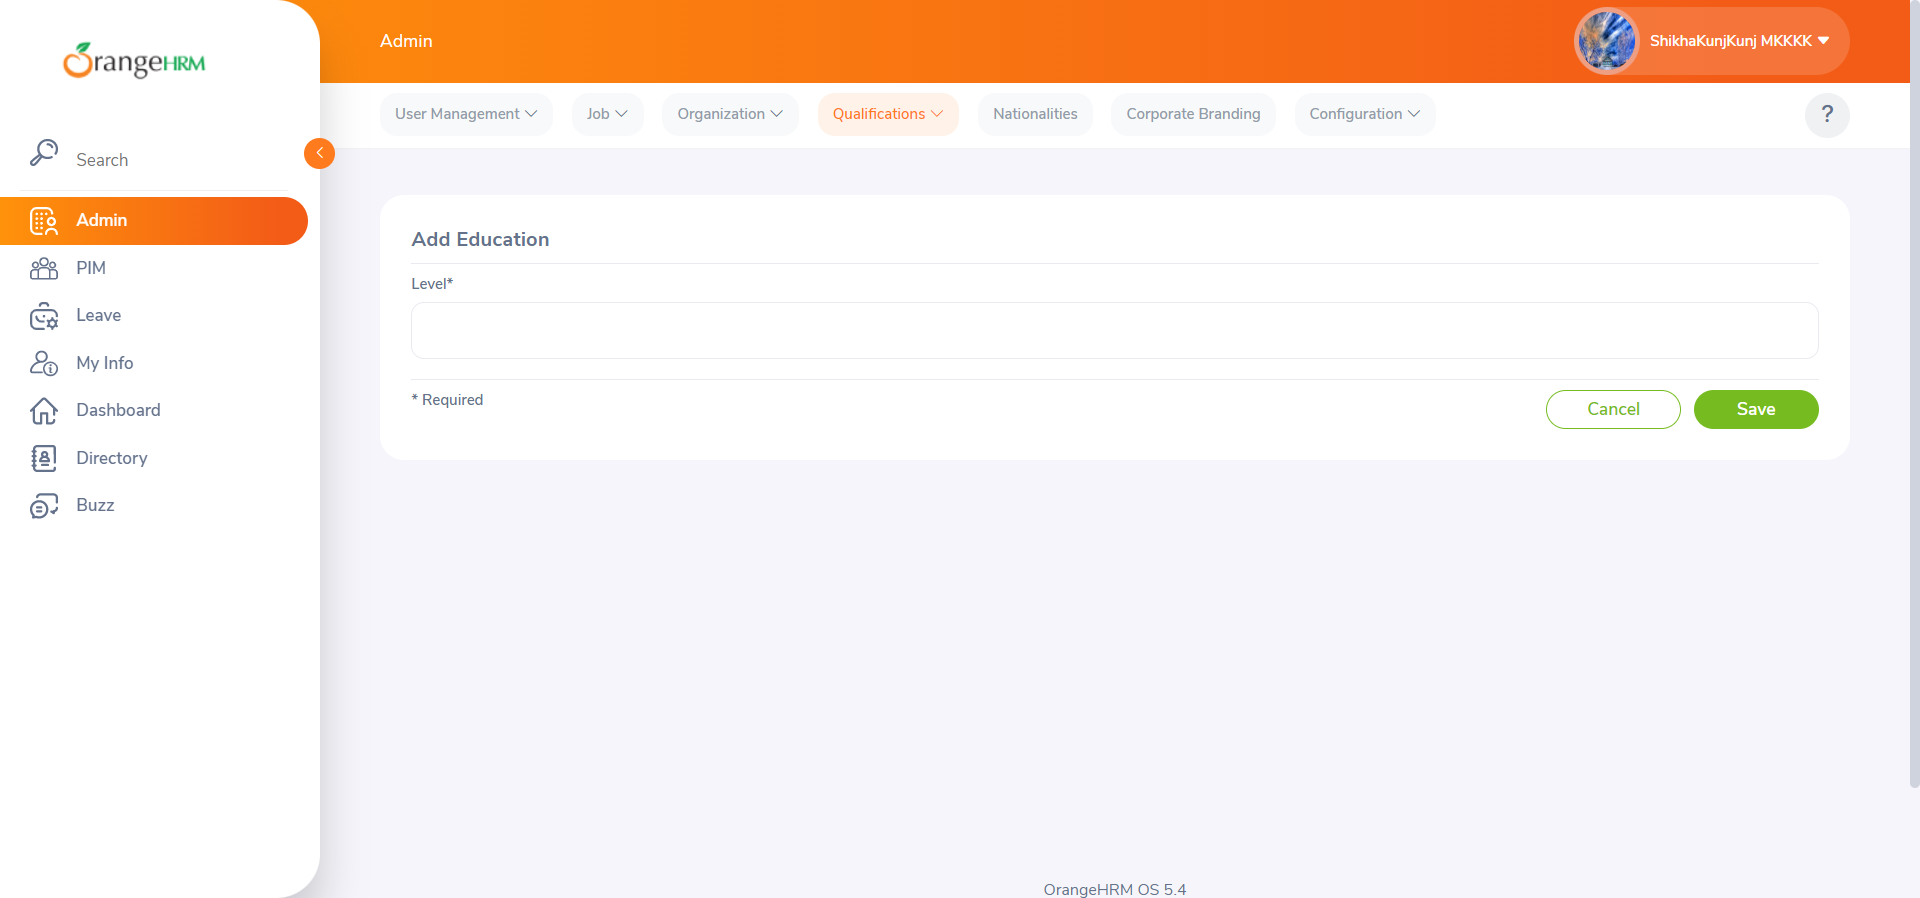 OrangeHRM
Admin
ShikhaKunjKunj MKKKK
User Management
Job
Organization
Qualifications
Nationalities
Corporate Branding
Configuration
?
Search
Admin
PIM
Leave
My Info
Dashboard
Directory
Buzz
Add Education
Level*
* Required
Cancel
Save
OrangeHRM OS 5.4